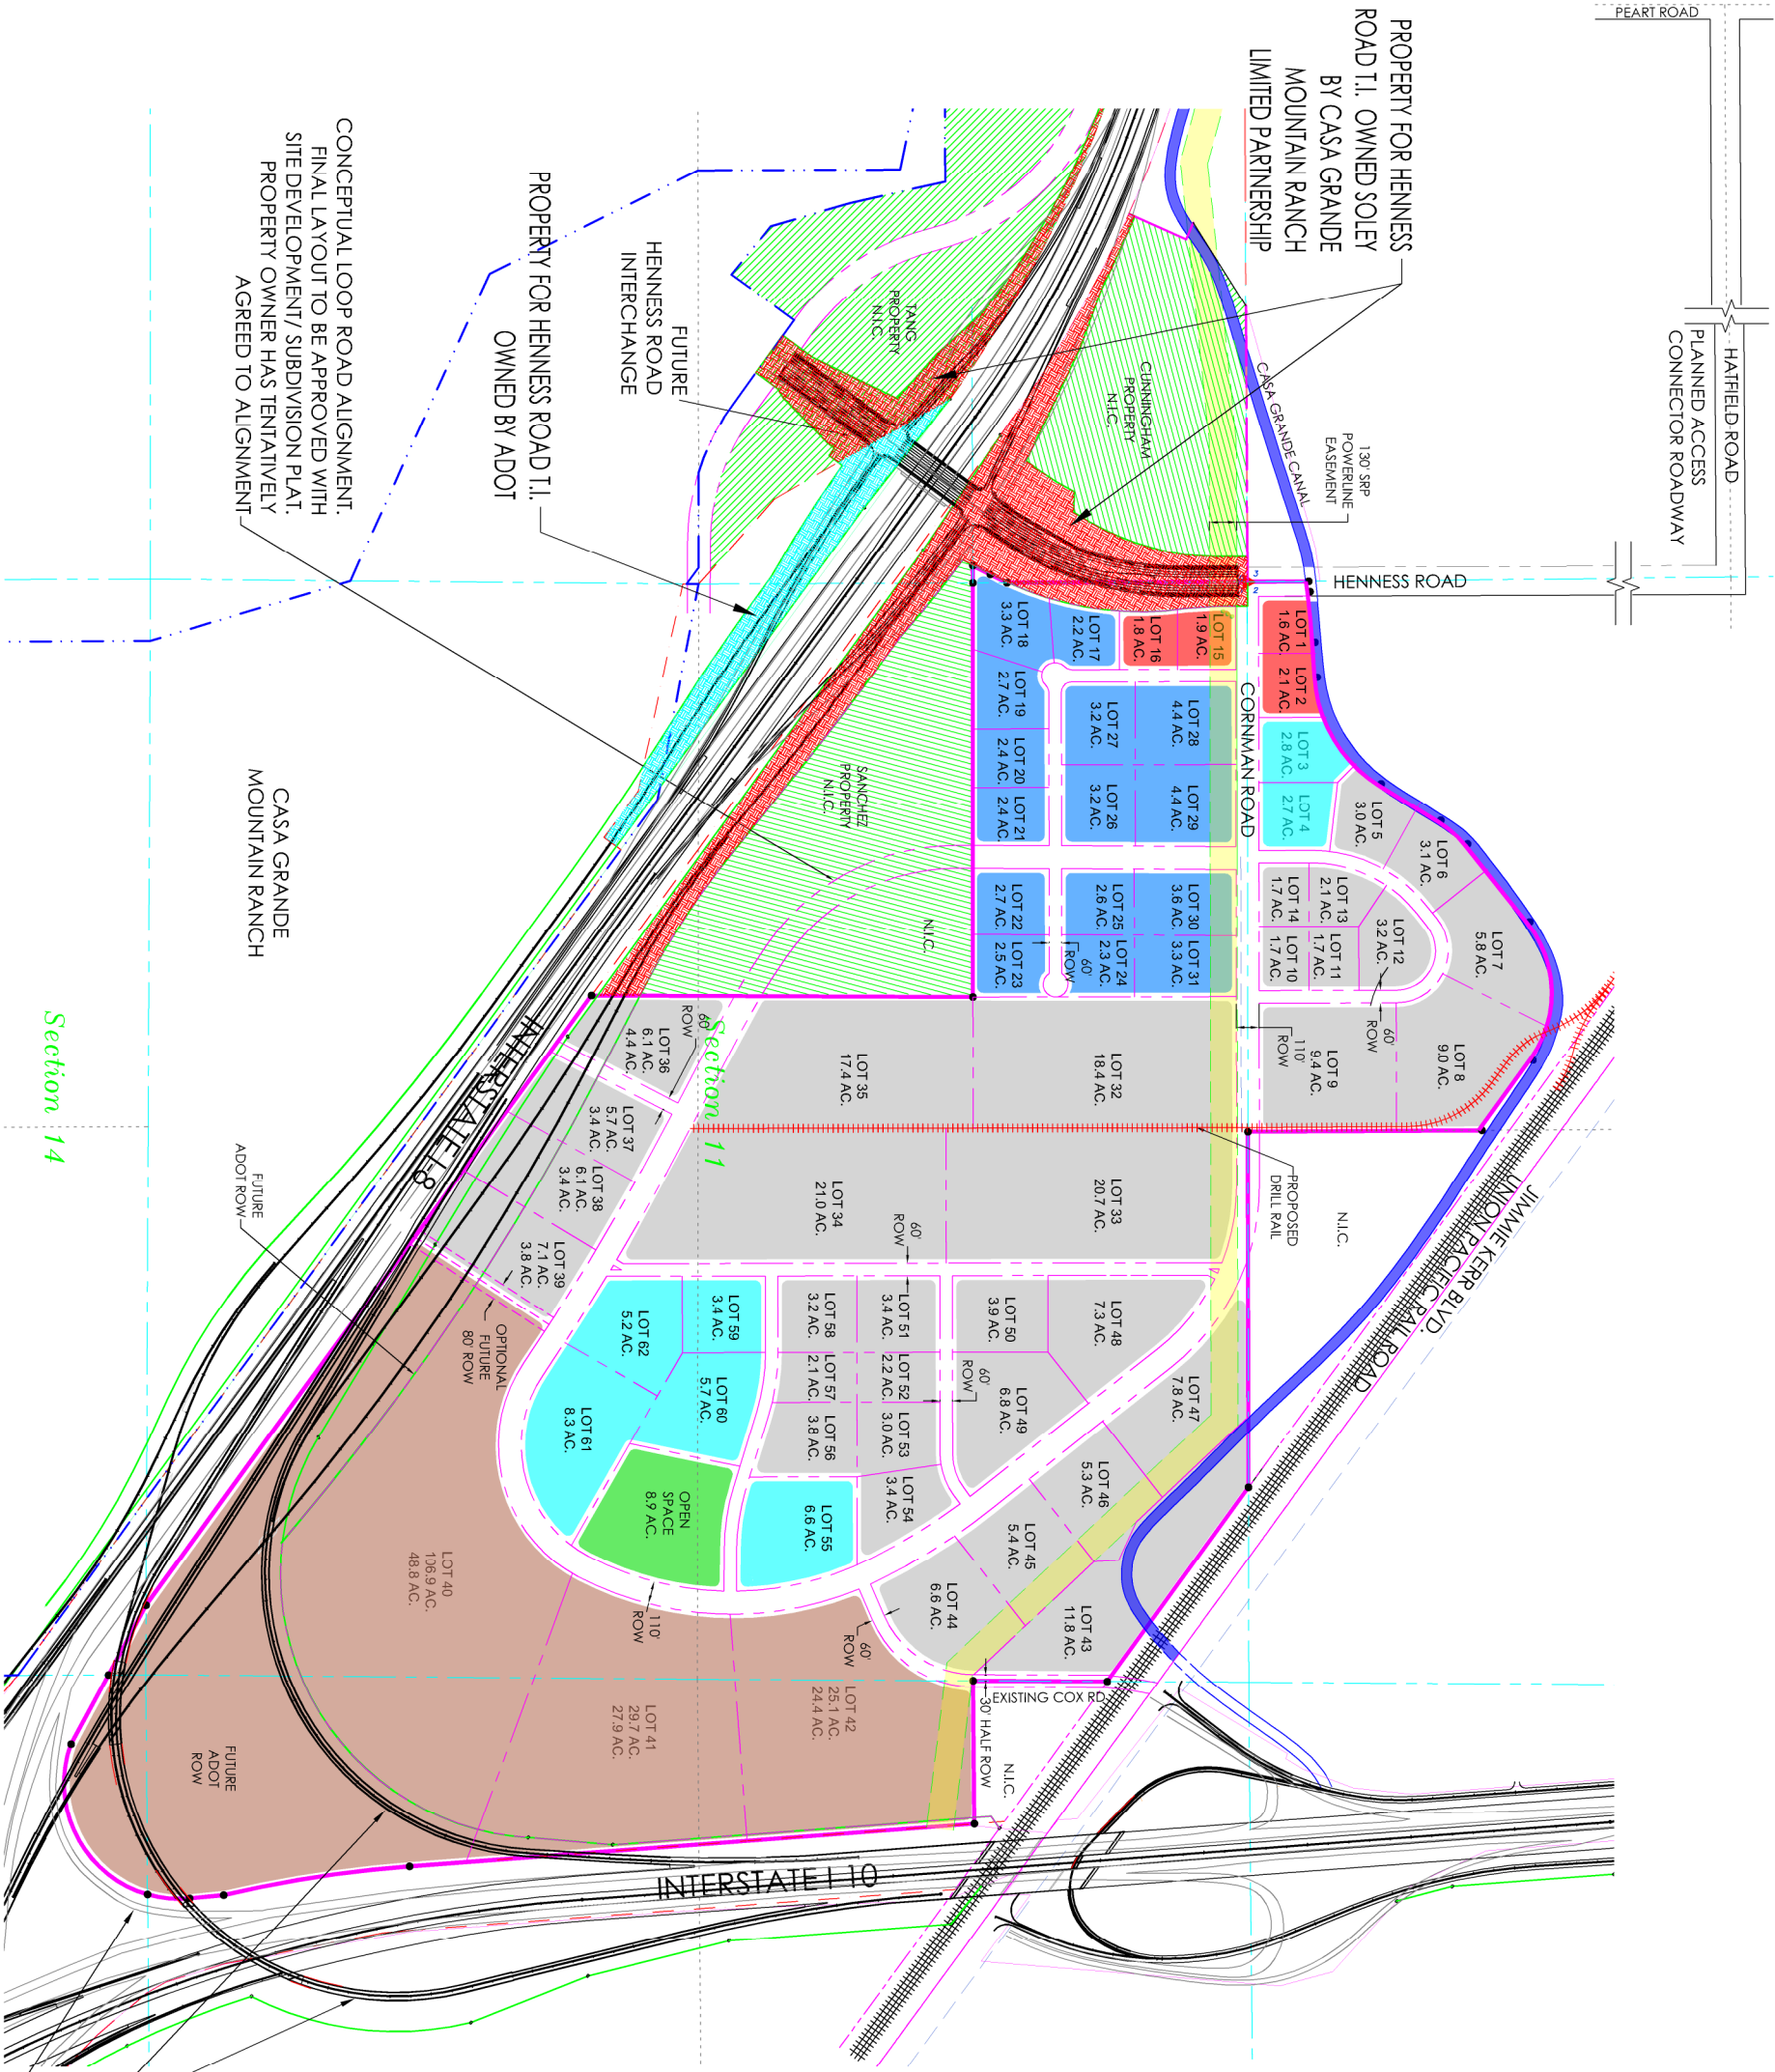 PEART ROAD
HATFIELD ROAD
PLANNED ACCESS
CONNECTOR ROADWAY
HENNESS ROAD
PROPERTY FOR HENNESS
ROAD T.I. OWNED SOLEY
BY CASA GRANDE
MOUNTAIN RANCH
LIMITED PARTNERSHIP
130' SRP
POWERLINE
EASEMENT
CASA GRANDE CANAL
CUNNINGHAM
PROPERTY
N.I.C.
TANG
PROPERTY
N.I.C.
FUTURE
HENNESS ROAD
INTERCHANGE
PROPERTY FOR HENNESS ROAD T.I.
OWNED BY ADOT
CONCEPTUAL LOOP ROAD ALIGNMENT.
FINAL LAYOUT TO BE APPROVED WITH
SITE DEVELOPMENT/ SUBDIVISION PLAT.
PROPERTY OWNER HAS TENTATIVELY
AGREED TO ALIGNMENT
3
2
LOT 1
1.6 AC.
LOT 2
2.1 AC.
LOT 3
2.8 AC.
LOT 4
2.7 AC.
LOT 5
3.0 AC.
LOT 6
3.1 AC.
LOT 7
5.8 AC.
LOT 8
9.0 AC.
LOT 9
9.4 AC.
LOT 10
1.7 AC.
LOT 11
1.7 AC.
LOT 12
3.2 AC.
LOT 13
2.1 AC.
LOT 14
1.7 AC.
60'
ROW
110'
ROW
CORNMAN ROAD
LOT 15
1.9 AC.
LOT 16
1.8 AC.
LOT 17
2.2 AC.
LOT 18
3.3 AC.
LOT 19
2.7 AC.
LOT 20
2.4 AC.
LOT 21
2.4 AC.
LOT 22
2.7 AC.
LOT 23
2.5 AC.
LOT 24
2.3 AC.
LOT 25
2.6 AC.
LOT 26
3.2 AC.
LOT 27
3.2 AC.
LOT 28
4.4 AC.
LOT 29
4.4 AC.
LOT 30
3.6 AC.
LOT 31
3.3 AC.
60'
ROW
SANCHEZ
PROPERTY
N.I.C.
N.I.C.
CASA GRANDE
MOUNTAIN RANCH
Section 11
Section 14
INTERSTATE I-8
LOT 32
18.4 AC.
LOT 33
20.7 AC.
LOT 34
21.0 AC.
LOT 35
17.4 AC.
60'
ROW
LOT 36
6.1 AC.
4.4 AC.
LOT 37
5.7 AC.
3.4 AC.
LOT 38
6.1 AC.
3.4 AC.
LOT 39
7.1 AC.
3.8 AC.
PROPOSED
DRILL RAIL
N.I.C.
JIMMIE KERR BLVD.
UNION PACIFIC RAILROAD
60'
ROW
FUTURE
ADOT ROW
OPTIONAL
FUTURE
80' ROW
LOT 40
106.9 AC.
48.8 AC.
LOT 41
29.7 AC.
27.9 AC.
LOT 42
25.1 AC.
24.4 AC.
LOT 43
11.8 AC.
LOT 44
6.6 AC.
LOT 45
5.4 AC.
LOT 46
5.3 AC.
LOT 47
7.8 AC.
LOT 48
7.3 AC.
LOT 49
6.8 AC.
LOT 50
3.9 AC.
LOT 51
3.4 AC.
LOT 52
2.2 AC.
LOT 53
3.0 AC.
LOT 54
3.4 AC.
LOT 55
6.6 AC.
LOT 56
3.8 AC.
LOT 57
2.1 AC.
LOT 58
3.2 AC.
LOT 59
3.4 AC.
LOT 60
5.7 AC.
LOT 61
8.3 AC.
LOT 62
5.2 AC.
60'
ROW
OPEN
SPACE
8.9 AC.
110'
ROW
60'
ROW
EXISTING COX RD.
30' HALF ROW
N.I.C.
FUTURE
ADOT
ROW
INTERSTATE I-10